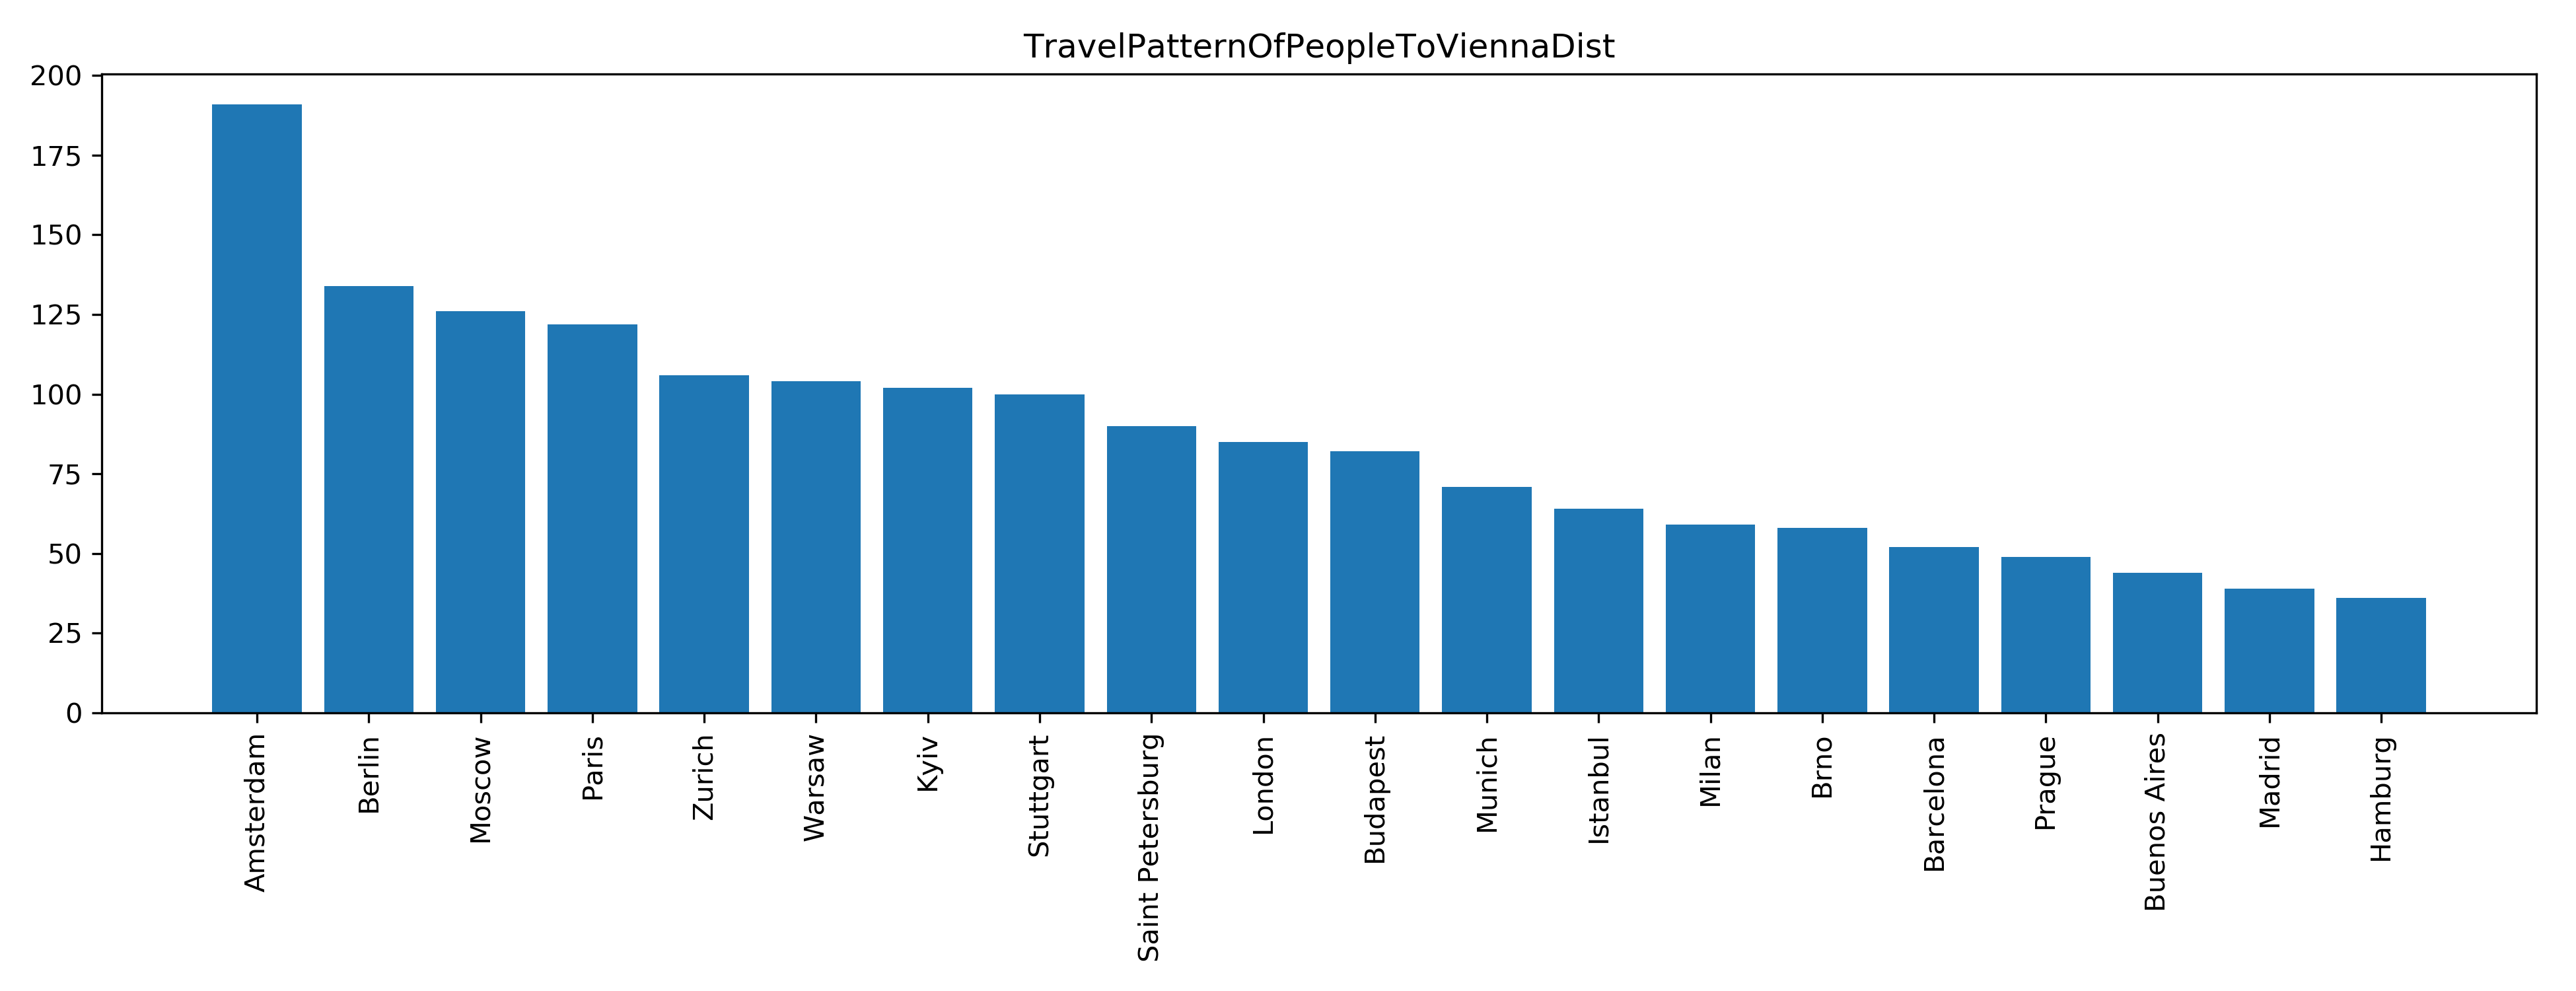 TravelPatternOfPeopleToViennaDist
200
175
150
125
100
75
50
25
0
Amsterdam
Berlin
Moscow
Paris
Zurich
Warsaw
Kyiv
Stuttgart
Saint Petersburg
London
Budapest
Munich
Istanbul
Milan
Brno
Barcelona
Prague
Buenos Aires
Madrid
Hamburg